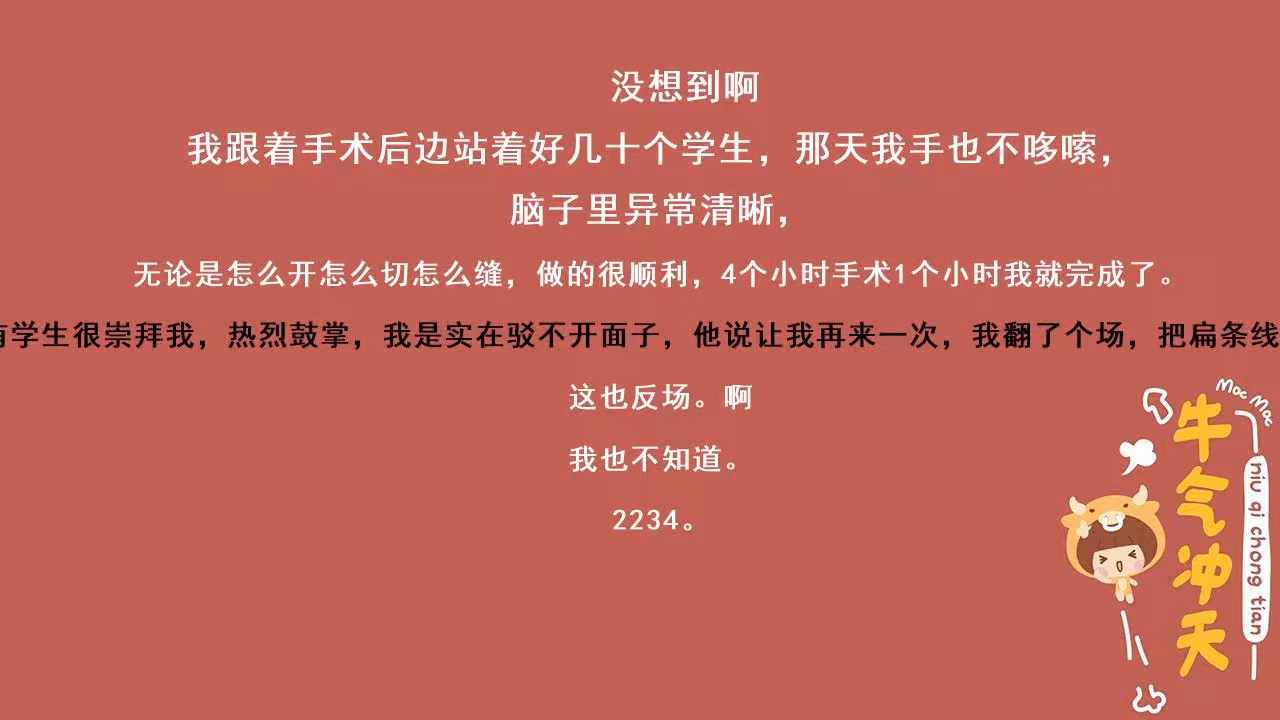 没想到啊
我跟着手术后边站着好几十个学生，那天我手也不哆嗦，
脑子里异常清晰，
无论是怎么开怎么切怎么缝，做的很顺利，4个小时手术1个小时我就完成了。
有学生很崇拜我，热烈鼓掌，我是实在驳不开面子，他说让我再来一次，我翻了个场，把扁条线
这也反场。啊
我也不知道。
2234。
Moc Moc
牛气冲天
niu qi chong tian